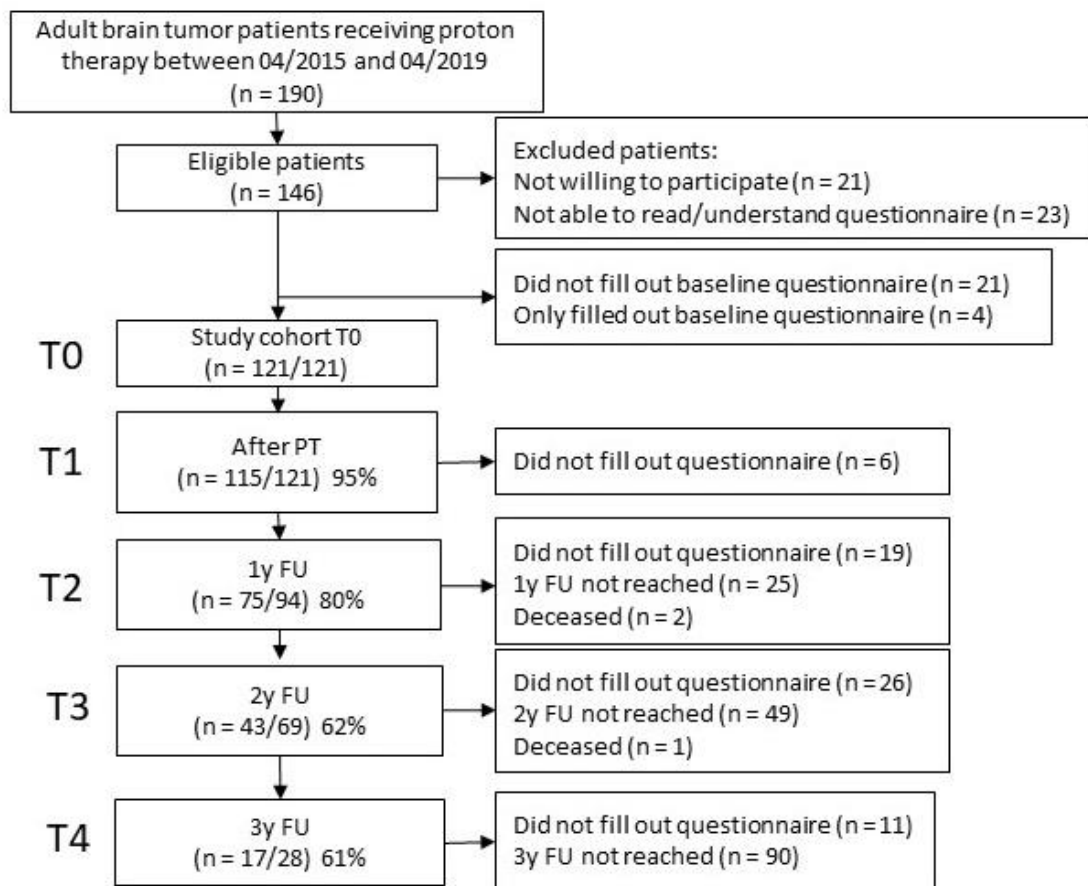 Adult brain tumor patients receiving proton
therapy between 04/2015 and 04/2019
(n = 190)
Eligible patients
(n = 146)
Excluded patients:
Not willing to participate (n = 21)
Not able to read/understand questionnaire (n = 23)
Did not fill out baseline questionnaire (n = 21)
Only filled out baseline questionnaire (n = 4)
T0
Study cohort T0
(n = 121/121)
T1
After PT
(n = 115/121) 95%
Did not fill out questionnaire (n = 6)
T2
1y FU
(n = 75/94) 80%
Did not fill out questionnaire (n = 19)
1y FU not reached (n = 25)
Deceased (n = 2)
T3
2y FU
(n = 43/69) 62%
Did not fill out questionnaire (n = 26)
2y FU not reached (n = 49)
Deceased (n = 1)
T4
3y FU
(n = 17/28) 61%
Did not fill out questionnaire (n = 11)
3y FU not reached (n = 90)